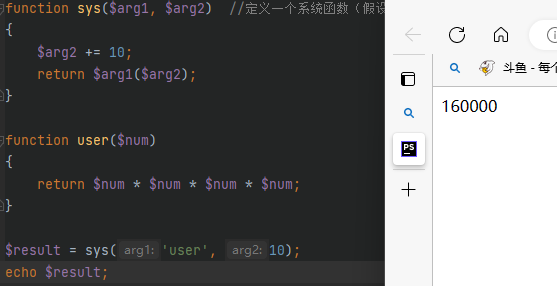 function sys($arg1, $arg2)  //定义一个系统函数（假设
{
    $arg2 += 10;
    return $arg1($arg2);
}
function user($num)
{
    return $num * $num * $num * $num;
}
$result = sys( arg1: 'user', arg2: 10);
echo $result;
斗鱼 - 每个
160000
PS